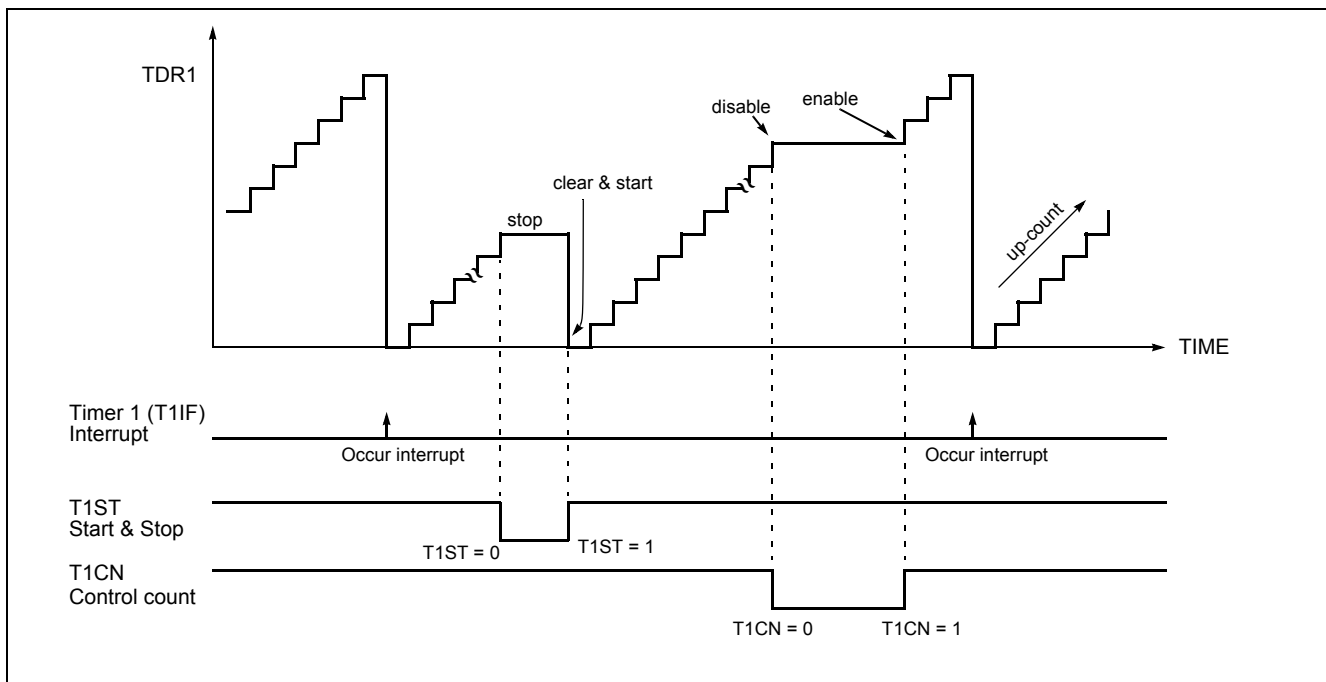 TDR1
disable
enable
clear & start
stop
up-count
TIME
Timer 1 (T1IF)
Interrupt
Occur interrupt
Occur interrupt
T1ST
Start & Stop
T1ST = 0
T1ST = 1
T1CN
Control count
T1CN = 0
T1CN = 1